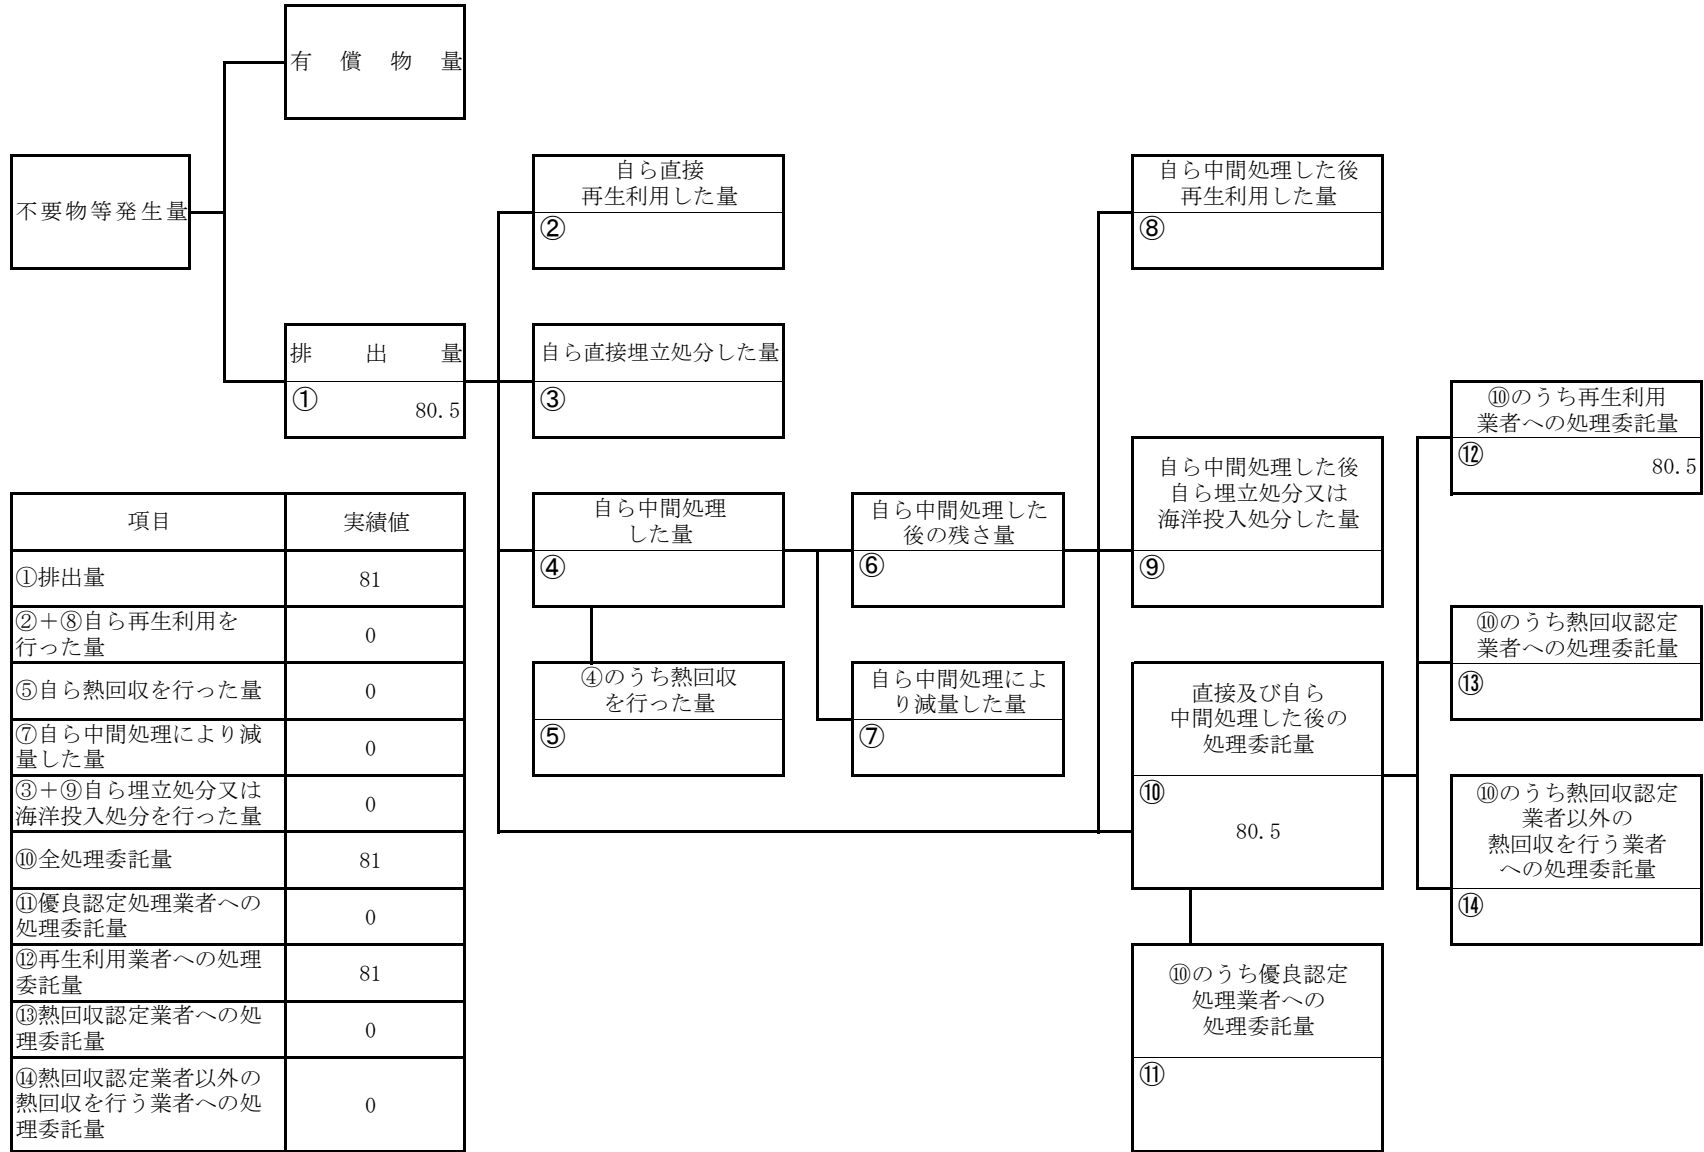 有償物量
不要物等発生量
自ら直接
再生利用した量
②
自ら中間処理した後
再生利用した量
⑧
排出量
①
80.5
自ら直接埋立処分した量
③
⑩のうち再生利用
業者への処理委託量
⑫
80.5
自ら中間処理
した量
④
自ら中間処理した
後の残さ量
⑥
自ら中間処理した後
自ら埋立処分又は
海洋投入処分した量
⑨
④のうち熱回収
を行った量
⑤
自ら中間処理によ
り減量した量
⑦
直接及び自ら
中間処理した後の
処理委託量
⑩
80.5
⑩のうち熱回収認定
業者への処理委託量
⑬
⑩のうち熱回収認定
業者以外の
熱回収を行う業者
への処理委託量
⑭
⑩のうち優良認定
処理業者への
処理委託量
⑪
項目 実績値
①排出量 81
②+⑧自ら再生利用を
行った量 0
⑤自ら熱回収を行った量 0
⑦自ら中間処理により減
量した量 0
③+⑨自ら埋立処分又は
海洋投入処分を行った量 0
⑩全処理委託量 81
⑪優良認定処理業者への
処理委託量 0
⑫再生利用業者への処理
委託量 81
⑬熱回収認定業者への処
理委託量 0
⑭熱回収認定業者以外の
熱回収を行う業者への処
理委託量 0